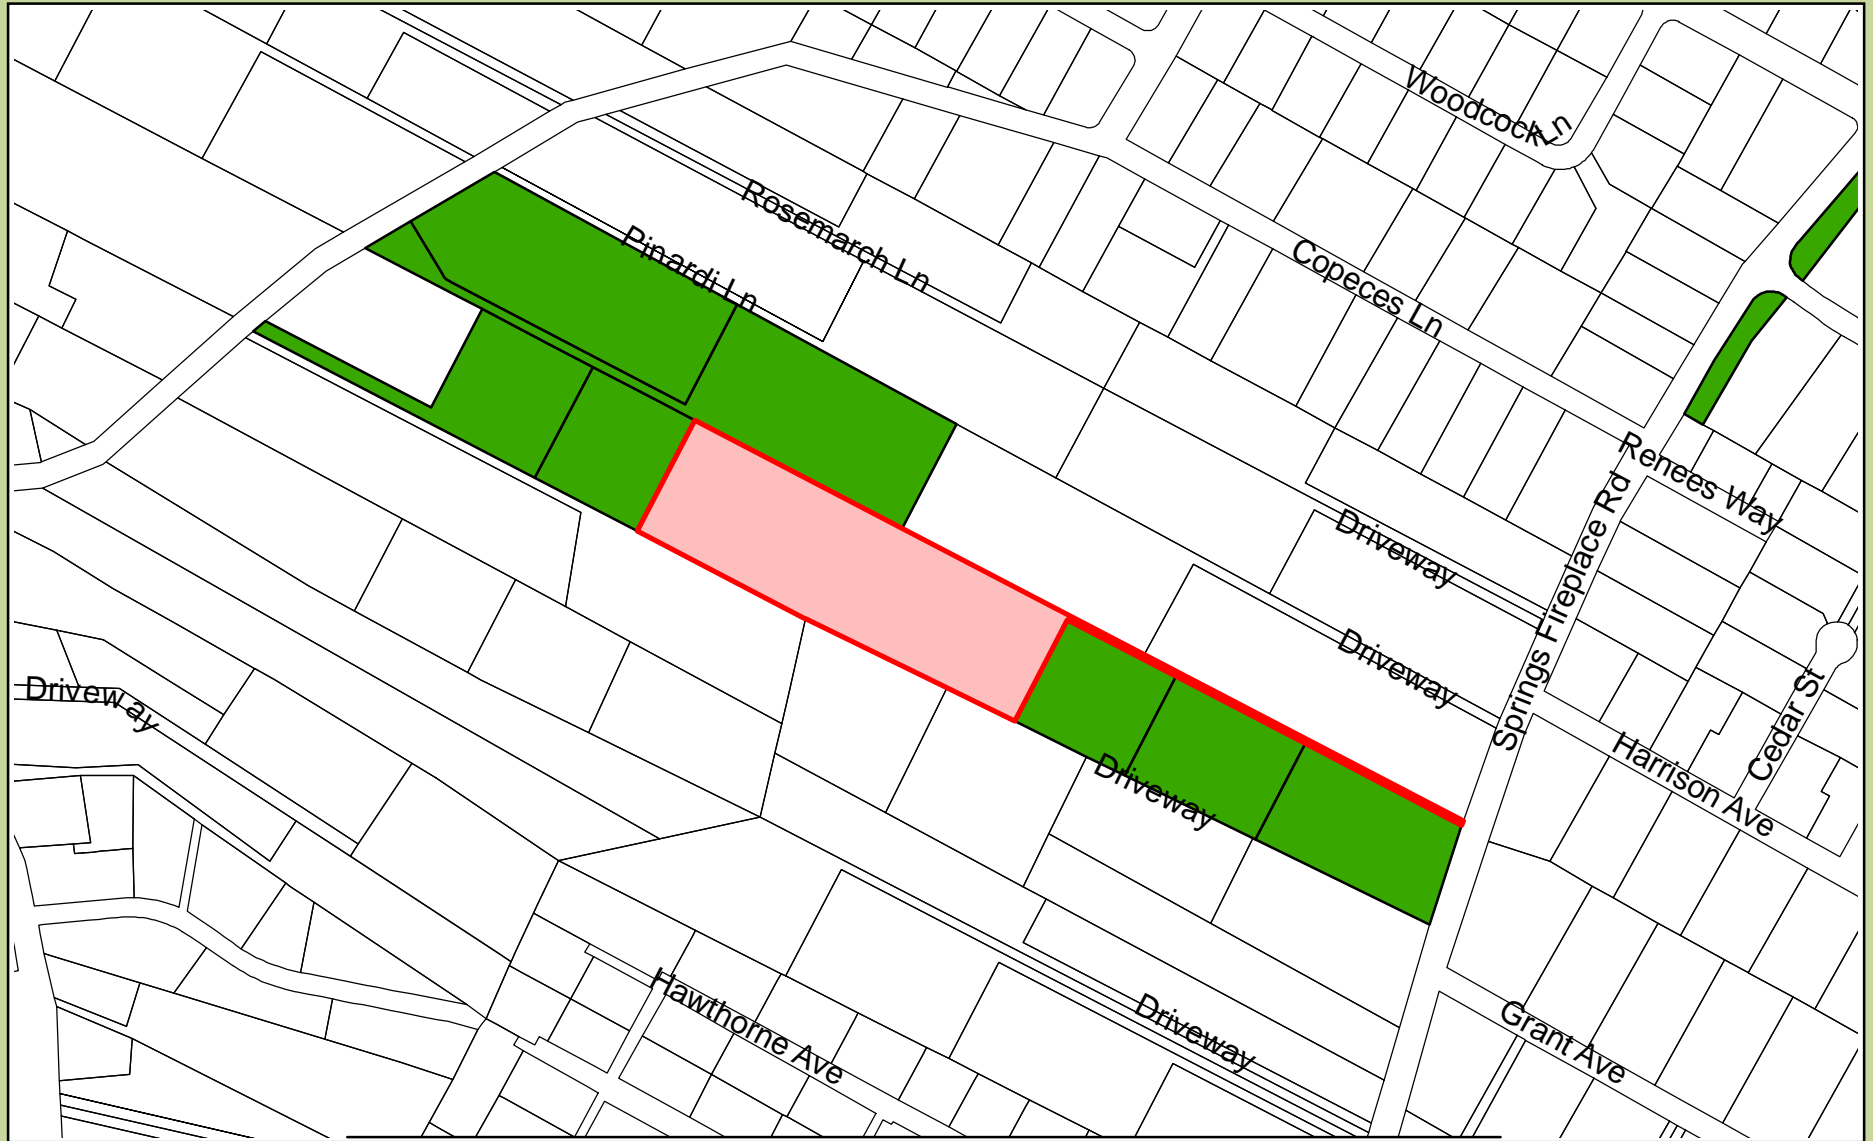 Woodcock Ln
Rosemarch Ln
Pinardi Ln
Copeces Ln
Renees Way
Springs Fireplace Rd
Driveway
Driveway
Driveway
Cedar St
Harrison Ave
Driveway
Hawthorne Ave
Driveway
Grant Ave